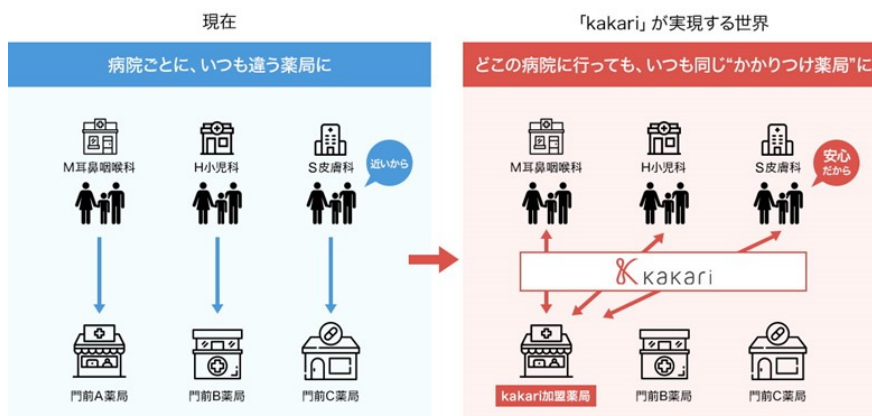 現在
病院ごとに、いつも違う薬局に
M耳鼻咽喉科
H小児科
S皮膚科
近いから
門前A薬局
門前B薬局
門前C薬局
「kakari」が実現する世界
どこの病院に行っても、いつも同じ“かかりつけ薬局”に
M耳鼻咽喉科
H小児科
S皮膚科
安心
だから
kakari
kakari加盟薬局
門前B薬局
門前C薬局